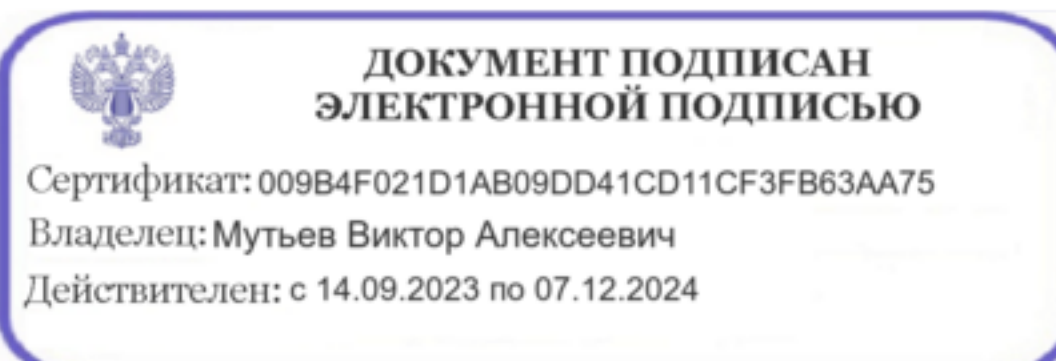 ДОКУМЕНТ ПОДПИСАН
ЭЛЕКТРОННОЙ ПОДПИСЬЮ
Сертификат: 009B4F021D1AB09DD41CD11CF3FB63AA75
Владелец: Мутьев Виктор Алексеевич
Действителен: с 14.09.2023 по 07.12.2024